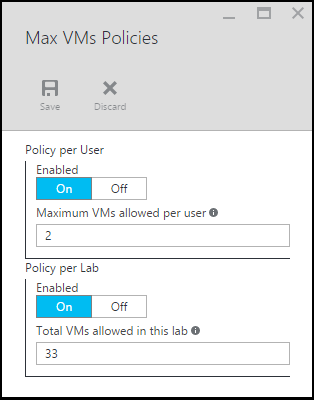 Max VMs Policies
Save Discard
Policy per User
Enabled
On Off
Maximum VMs allowed per user
2
Policy per Lab
Enabled
On Off
Total VMs allowed in this lab
33